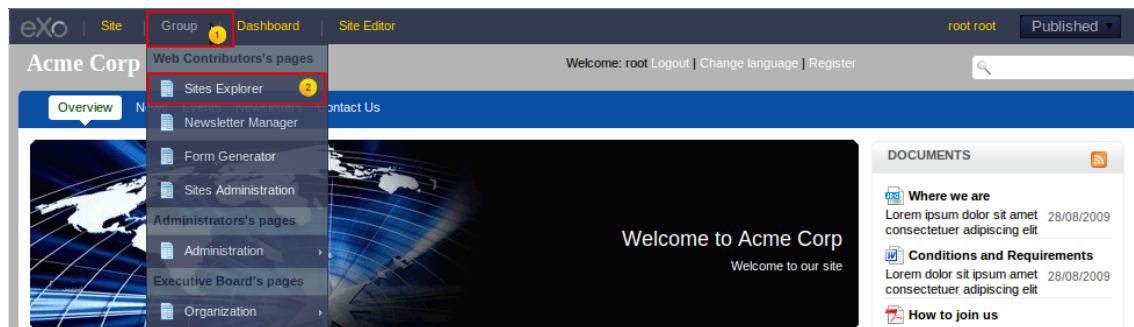 eXo Site Group 1 Dashboard Site Editor root root Published
Acme Corp
Welcome: root Logout | Change language | Register
Web Contributors's pages
Sites Explorer 2
Newsletter Manager
Form Generator
Sites Administration
Administrators's pages
Administration
Executive Board's pages
Organization
Overview
Contact Us
Welcome to Acme Corp
Welcome to our site
DOCUMENTS
Where we are
Lorem ipsum dolor sit amet 28/08/2009
consectetuer adipiscing elit
Conditions and Requirements
Lorem dolor sit ipsum amet 28/08/2009
consectetuer adipiscing elit
How to join us